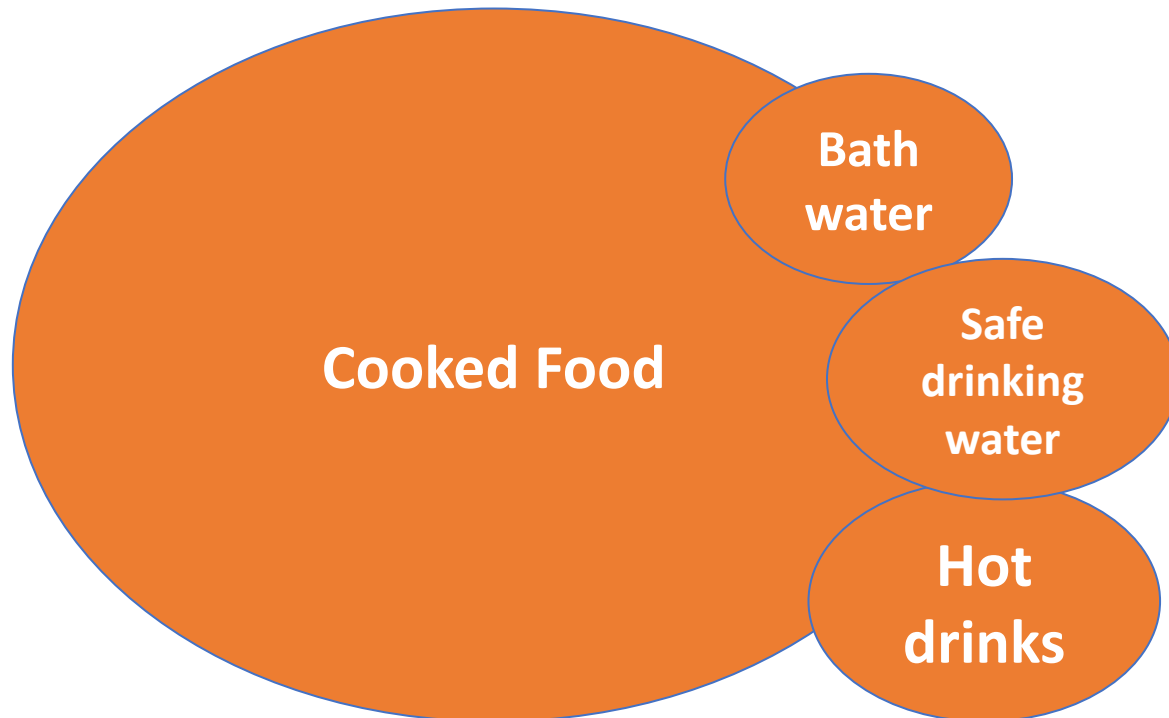 Cooked Food
Bath
water
Safe
drinking
water
Hot
drinks